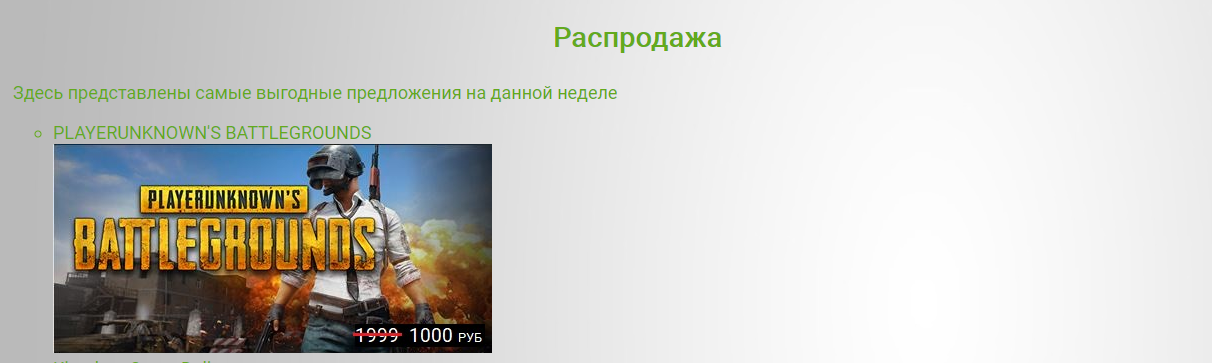 Распродажа
Здесь представлены самые выгодные предложения на данной неделе
PLAYERUNKNOWN'S BATTLEGROUNDS
PLAYERUNKNOWN'S
BATTLEGROUNDS
1999 1000 РУБ